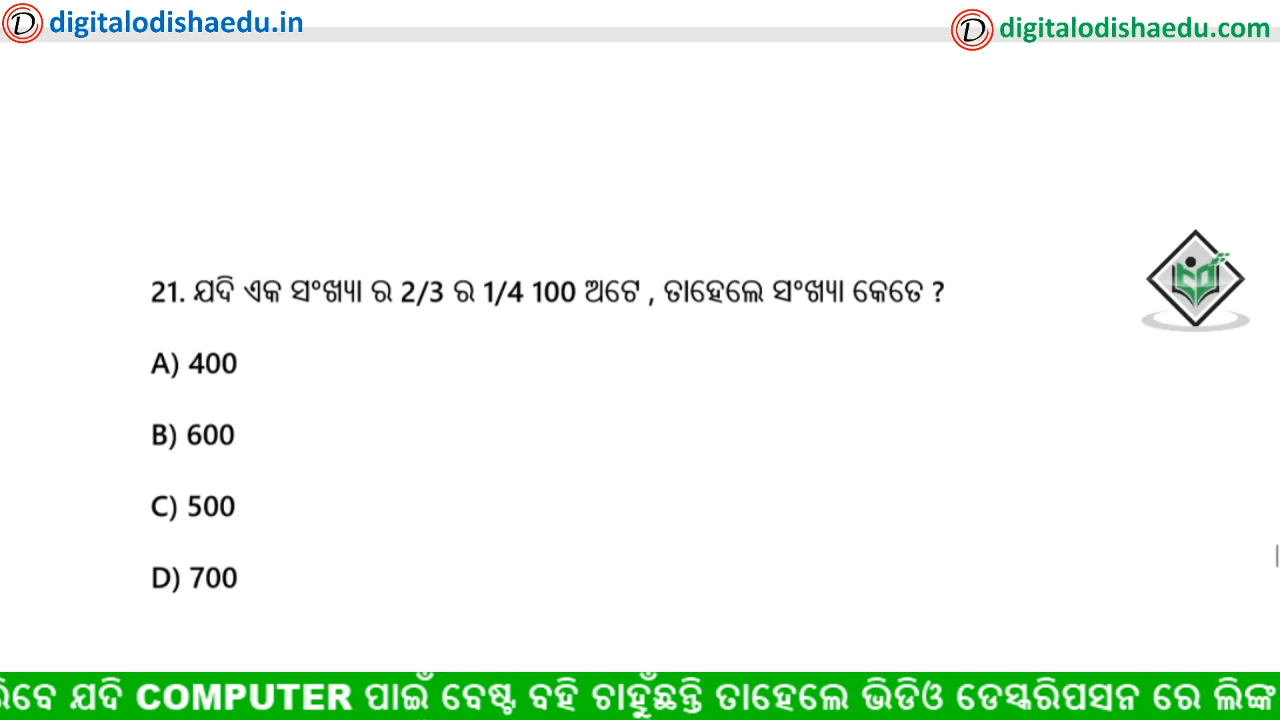 digitalodishaedu.in
digitalodishaedu.com
21. ଯଦି ଏକ ସଂଖ୍ୟା ର 2/3 ର 1/4 100 ଅଟେ , ତାହେଲେ ସଂଖ୍ୟା କେତେ ?
A) 400
B) 600
C) 500
D) 700
ଯଦି COMPUTER ପାଇଁ ବେଷ୍ଟ ବହି ଚାହୁଁଛନ୍ତି ତାହେଲେ ଭିଡିଓ ଡେସ୍କରିପସନ ରେ ଲିଙ୍କ